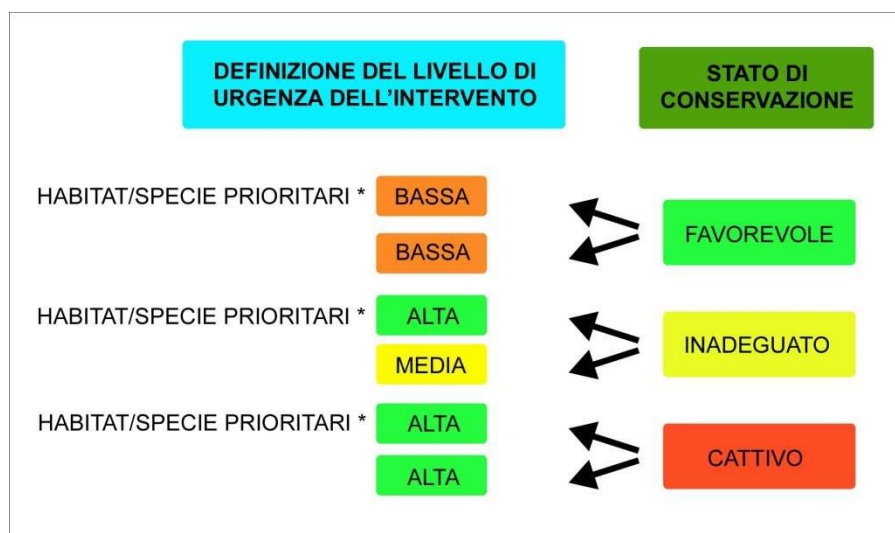 DEFINIZIONE DEL LIVELLO DI
URGENZA DELL'INTERVENTO
STATO DI
CONSERVAZIONE
HABITAT/SPECIE PRIORITARI * BASSA
BASSA
FAVOREVOLE
HABITAT/SPECIE PRIORITARI * ALTA
MEDIA
INADEGUATO
HABITAT/SPECIE PRIORITARI * ALTA
ALTA
CATTIVO